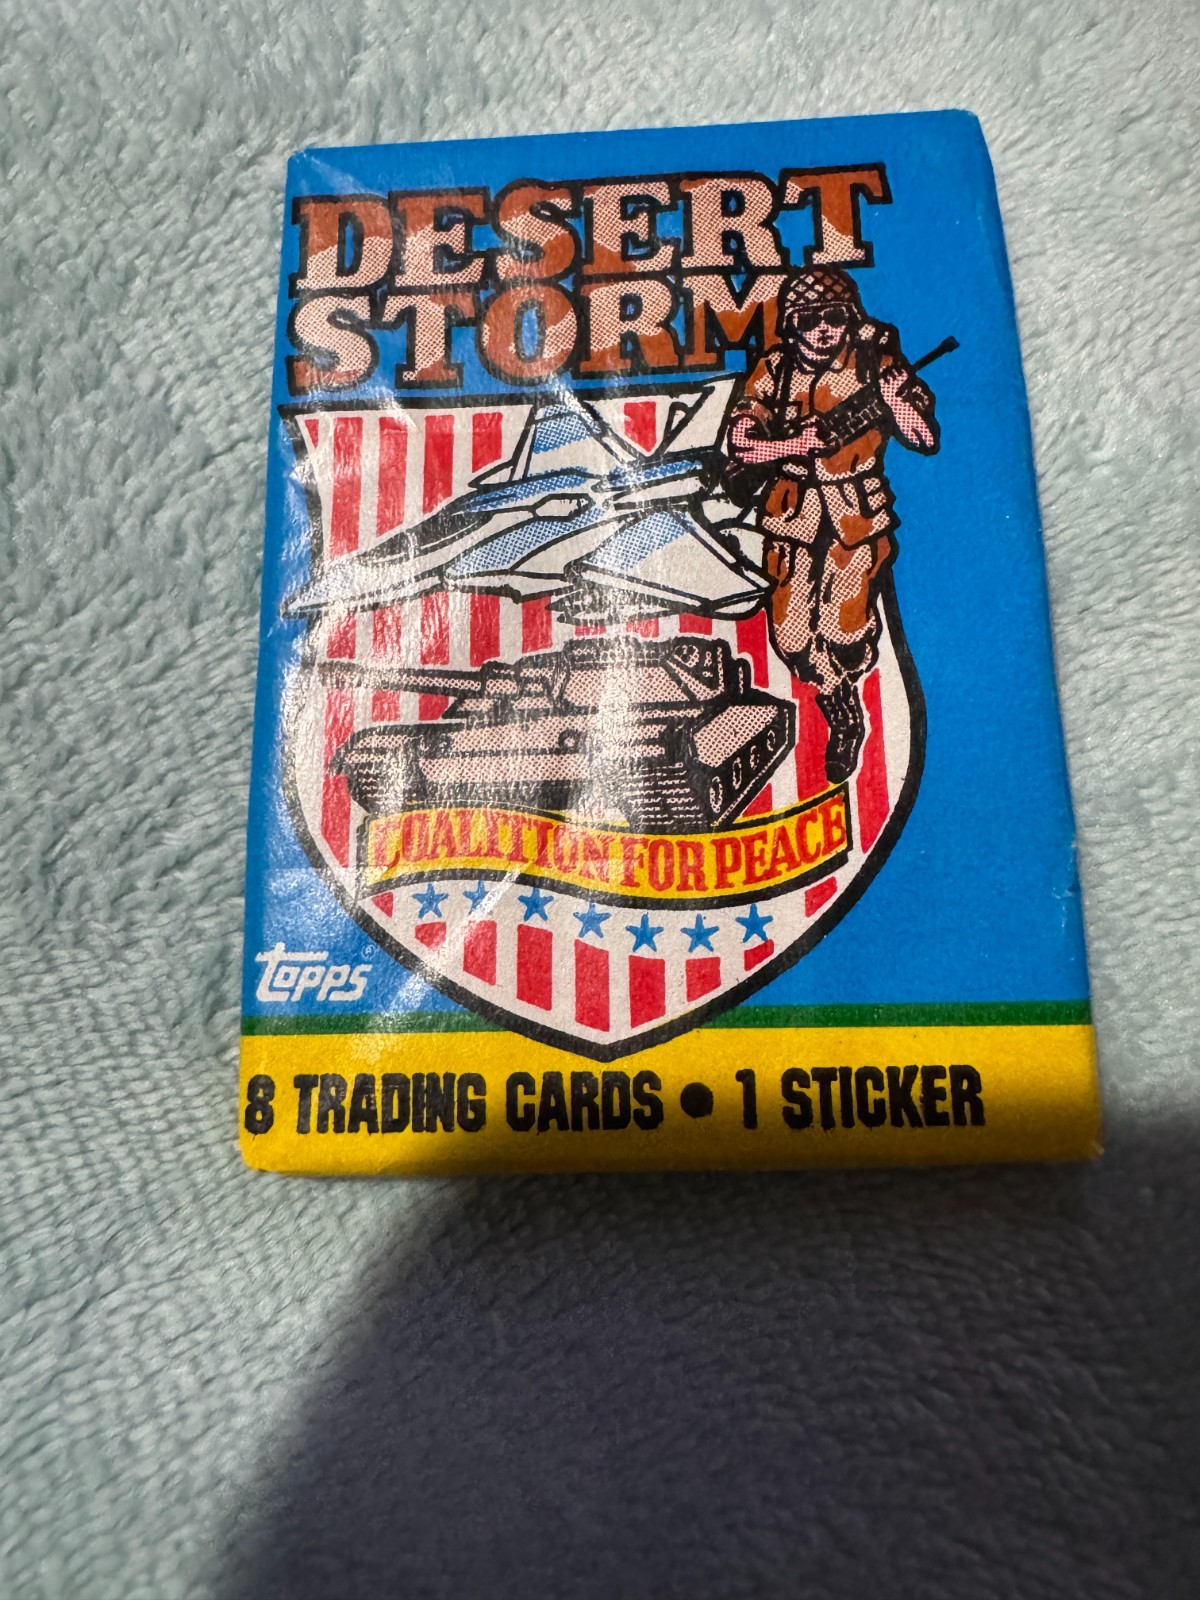 DESERT
STORM
COALITION FOR PEACE
topps®
8 TRADING CARDS • 1 STICKER